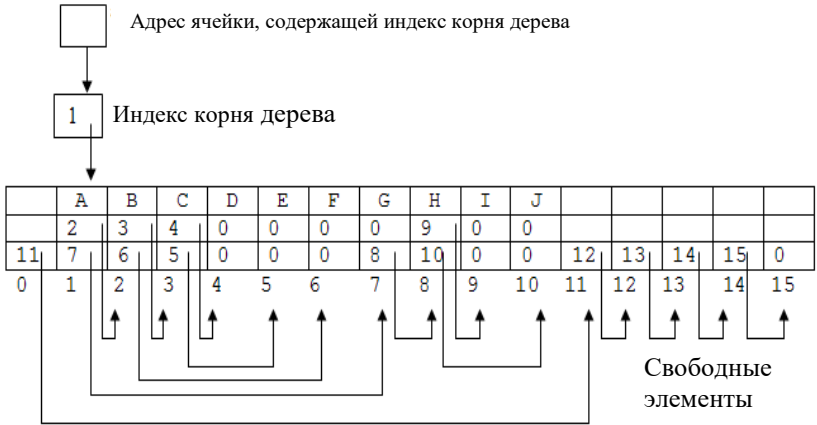 Адрес ячейки, содержащей индекс корня дерева
1 Индекс корня дерева
A B C D E F G H I J
2 3 4 0 0 0 0 9 0 0
11 7 6 5 0 0 0 8 10 0 0 12 13 14 15 0
0 1 2 3 4 5 6 7 8 9 10 11 12 13 14 15
Свободные
элементы